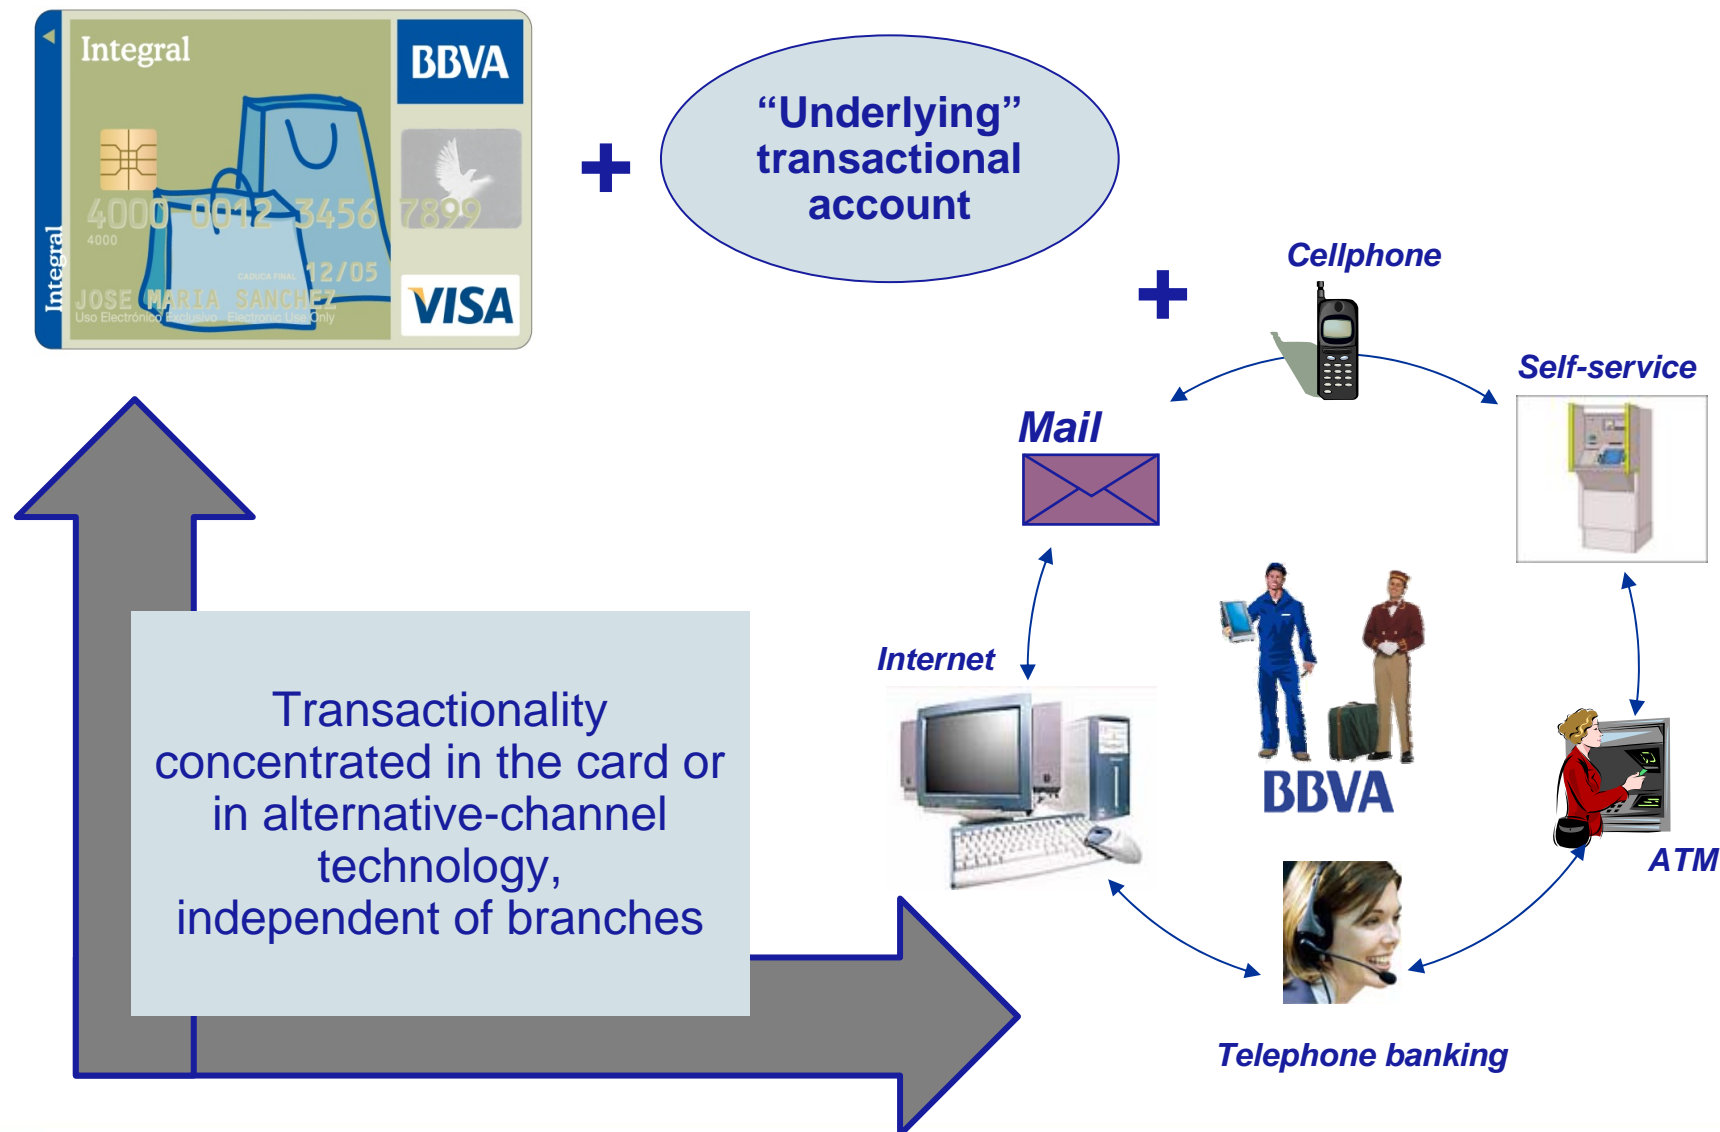 Integral
BBVA
4000 0012 3456 7899
4000
CADUCA FINAL 12/05
JOSE MARIA SANCHEZ
Uso Electrónico Exclusivo Electronic Use Only
Integral
VISA
+
“Underlying”
transactional
account
+
Cellphone
Self-service
Mail
Internet
BBVA
ATM
Telephone banking
Transactionality
concentrated in the card or
in alternative-channel
technology,
independent of branches